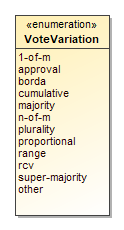 «enumeration»
VoteVariation
1-of-m
approval
borda
cumulative
majority
n-of-m
plurality
proportional
range
rcv
super-majority
other